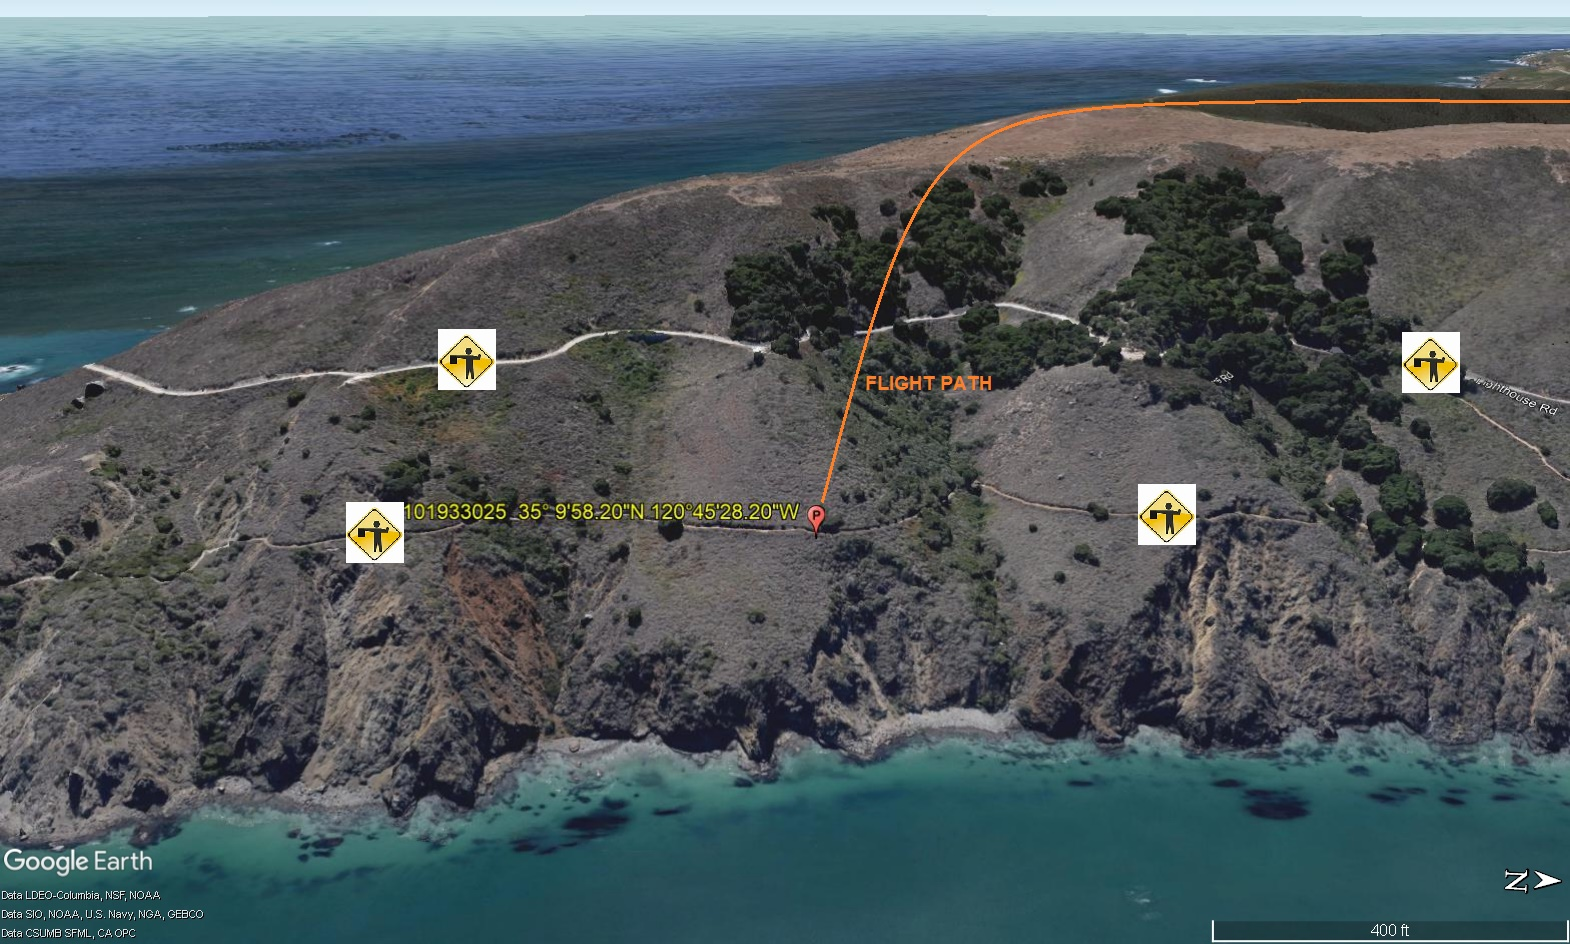 FLIGHT PATH
Lighthouse Rd
101933025 35° 9'58.20"N 120°45'28.20"W
P
Google Earth
Data LDEO-Columbia, NSF, NOAA
Data SIO, NOAA, U.S. Navy, NGA, GEBCO
Data CSUMB SFML, CA OPC
N
400 ft